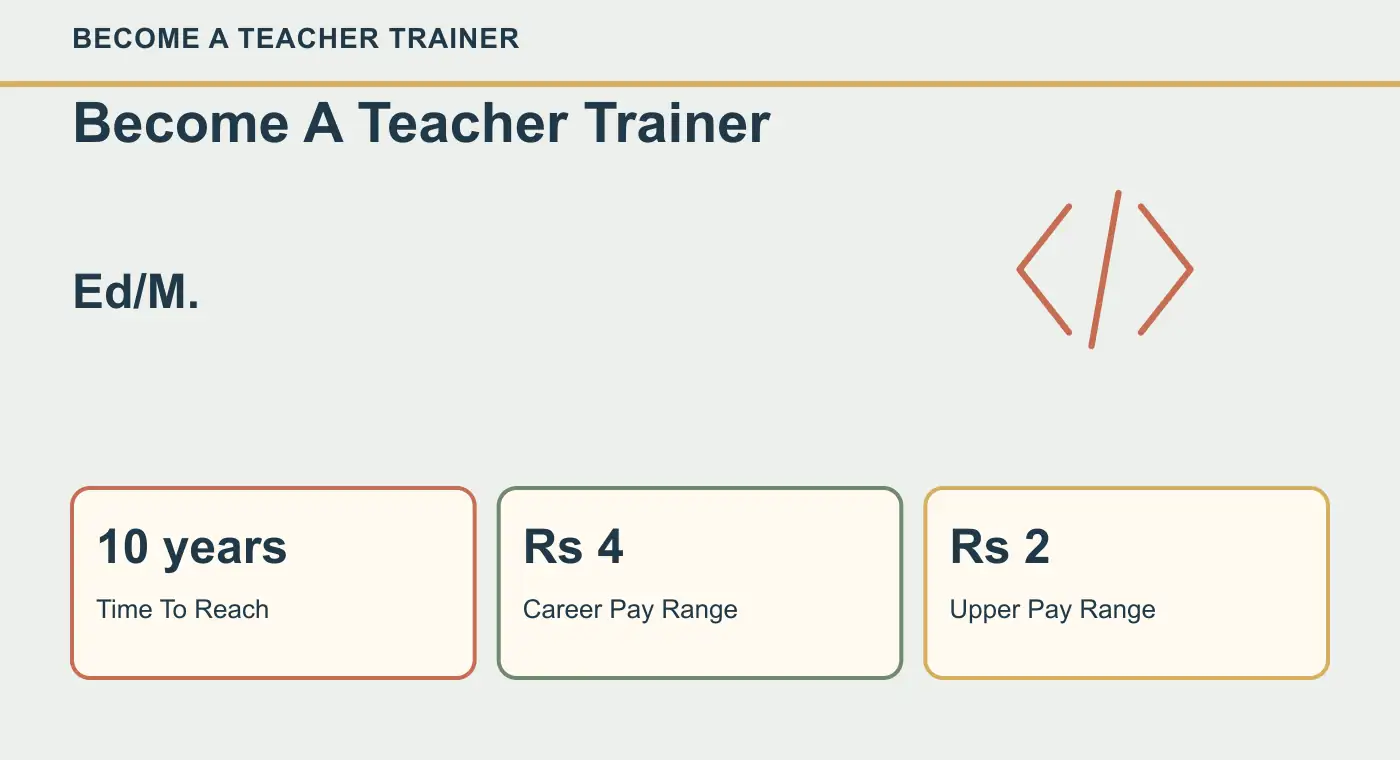 BECOME A TEACHER TRAINER
Become A Teacher Trainer
Ed/M.
10 years
Time To Reach
Rs 4
Career Pay Range
Rs 2
Upper Pay Range